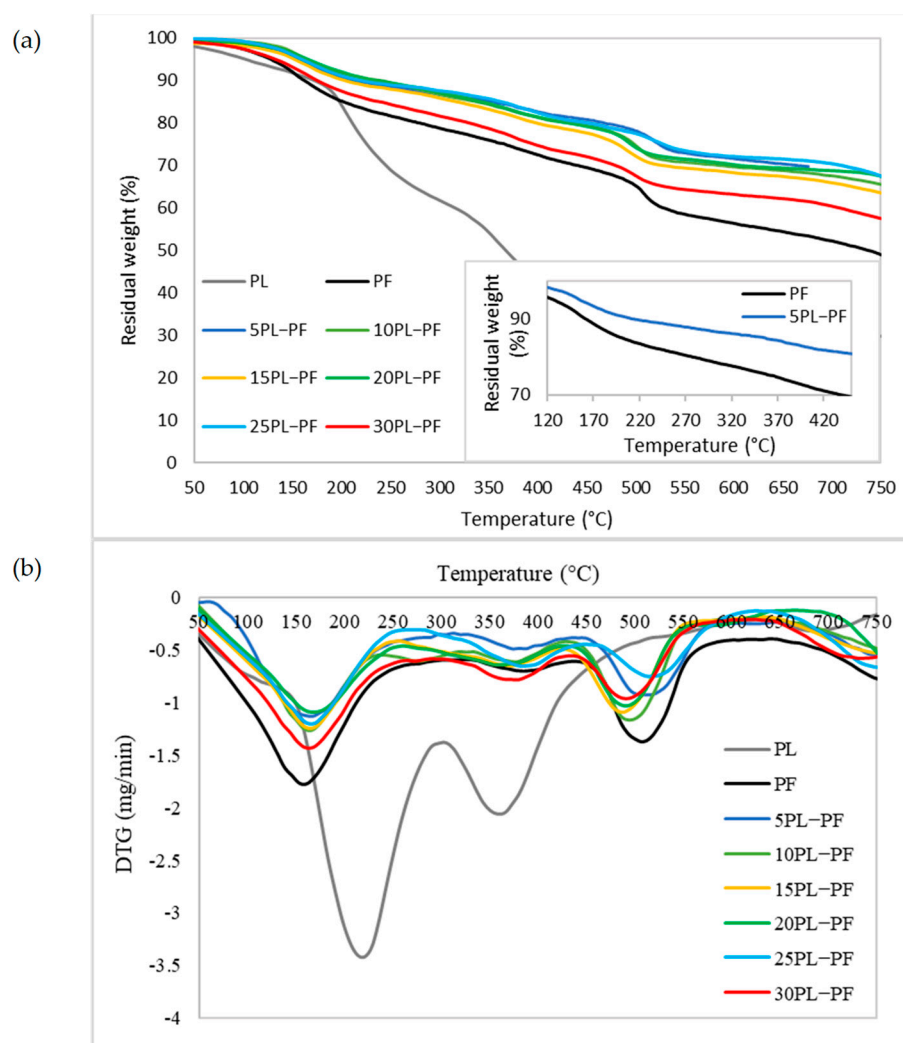 (a)
100
90
80
70
60
50
40
30
20
10
0
Residual weight (%)
PL PF
5PL−PF 10PL−PF
15PL−PF 20PL−PF
25PL−PF 30PL−PF
Residual weight
(%)
90
70
PF
5PL−PF
120 170 220 270 320 370 420
Temperature (°C)
50 100 150 200 250 300 350 400 450 500 550 600 650 700 750
Temperature (°C)
(b)
Temperature (°C)
0
50 100 150 200 250 300 350 400 450 500 550 600 650 700 750
-0.5
-1
-1.5
-2
-2.5
-3
-3.5
-4
DTG (mg/min)
PL
PF
5PL−PF
10PL−PF
15PL−PF
20PL−PF
25PL−PF
30PL−PF